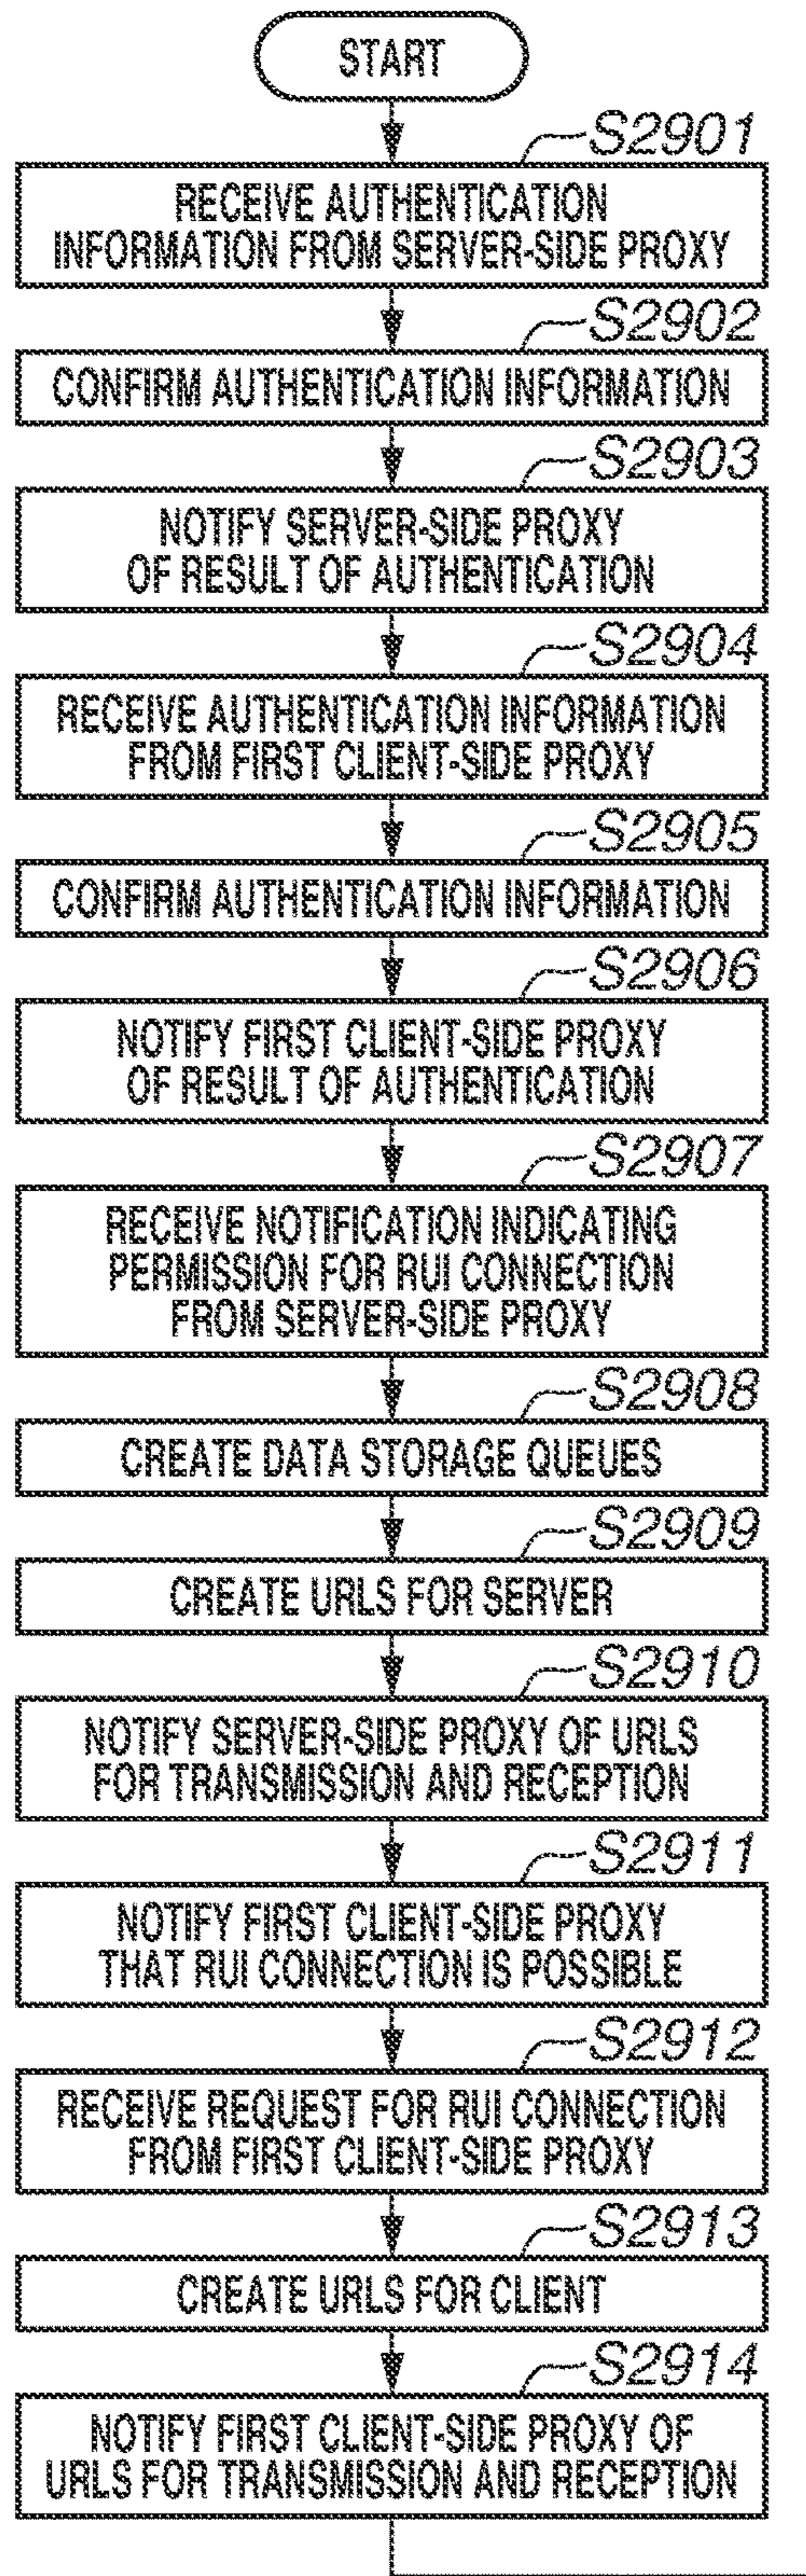 START
S2901
RECEIVE AUTHENTICATION
INFORMATION FROM SERVER-SIDE PROXY
S2902
CONFIRM AUTHENTICATION INFORMATION
S2903
NOTIFY SERVER-SIDE PROXY
OF RESULT OF AUTHENTICATION
S2904
RECEIVE AUTHENTICATION INFORMATION
FROM FIRST CLIENT-SIDE PROXY
S2905
CONFIRM AUTHENTICATION INFORMATION
S2906
NOTIFY FIRST CLIENT-SIDE PROXY
OF RESULT OF AUTHENTICATION
S2907
RECEIVE NOTIFICATION INDICATING
PERMISSION FOR RUI CONNECTION
FROM SERVER-SIDE PROXY
S2908
CREATE DATA STORAGE QUEUES
S2909
CREATE URLS FOR SERVER
S2910
NOTIFY SERVER-SIDE PROXY OF URLS
FOR TRANSMISSION AND RECEPTION
S2911
NOTIFY FIRST CLIENT-SIDE PROXY
THAT RUI CONNECTION IS POSSIBLE
S2912
RECEIVE REQUEST FOR RUI CONNECTION
FROM FIRST CLIENT-SIDE PROXY
S2913
CREATE URLS FOR CLIENT
S2914
NOTIFY FIRST CLIENT-SIDE PROXY OF
URLS FOR TRANSMISSION AND RECEPTION